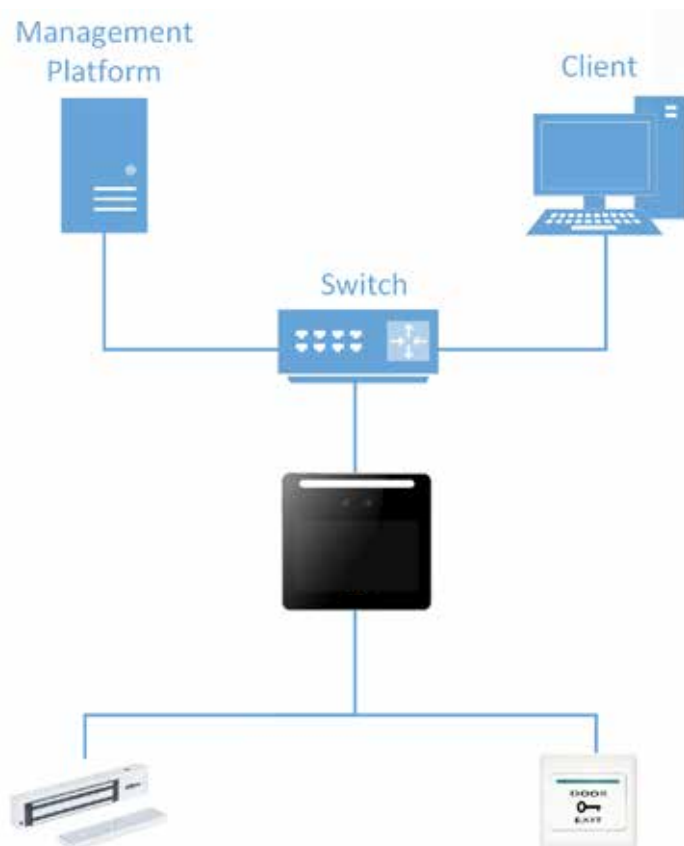 Management
Platform
Client
Switch
DOOR
EXIT